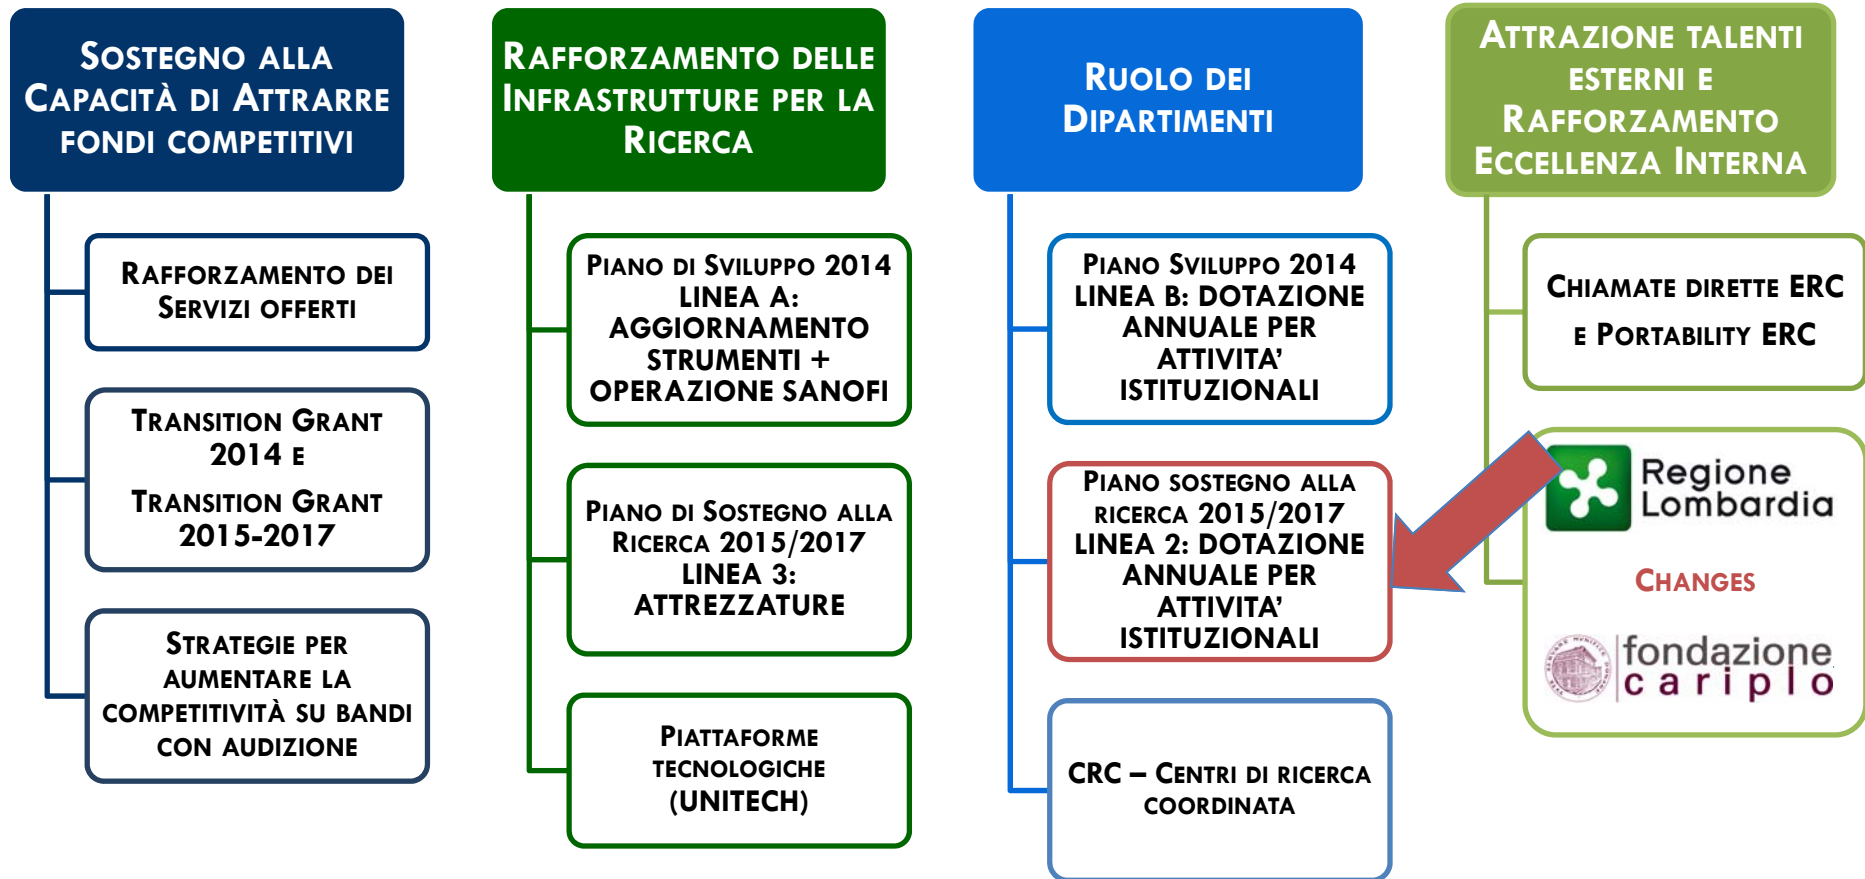 SOSTEGNO ALLA
CAPACITÀ DI ATTRARRE
FONDI COMPETITIVI
RAFFORZAMENTO DEI
SERVIZI OFFERTI
TRANSITION GRANT
2014 E
TRANSITION GRANT
2015-2017
STRATEGIE PER
AUMENTARE LA
COMPETITIVITÀ SU BANDI
CON AUDIZIONE
RAFFORZAMENTO DELLE
INFRASTRUTTURE PER LA
RICERCA
PIANO DI SVILUPPO 2014
LINEA A:
AGGIORNAMENTO
STRUMENTI +
OPERAZIONE SANOFI
PIANO DI SOSTEGNO ALLA
RICERCA 2015/2017
LINEA 3:
ATTREZZATURE
PIATTAFORME
TECNOLOGICHE
(UNITECH)
RUOLO DEI
DIPARTIMENTI
PIANO SVILUPPO 2014
LINEA B: DOTAZIONE
ANNUALE PER
ATTIVITA'
ISTITUZIONALI
PIANO SOSTEGNO ALLA
RICERCA 2015/2017
LINEA 2: DOTAZIONE
ANNUALE PER
ATTIVITA'
ISTITUZIONALI
CRC – CENTRI DI RICERCA
COORDINATA
ATTRAZIONE TALENTI
ESTERNI E
RAFFORZAMENTO
ECCELLENZA INTERNA
CHIAMATE DIRETTE ERC
E PORTABILITY ERC
Regione
Lombardia
CHANGES
fondazione
cariplo